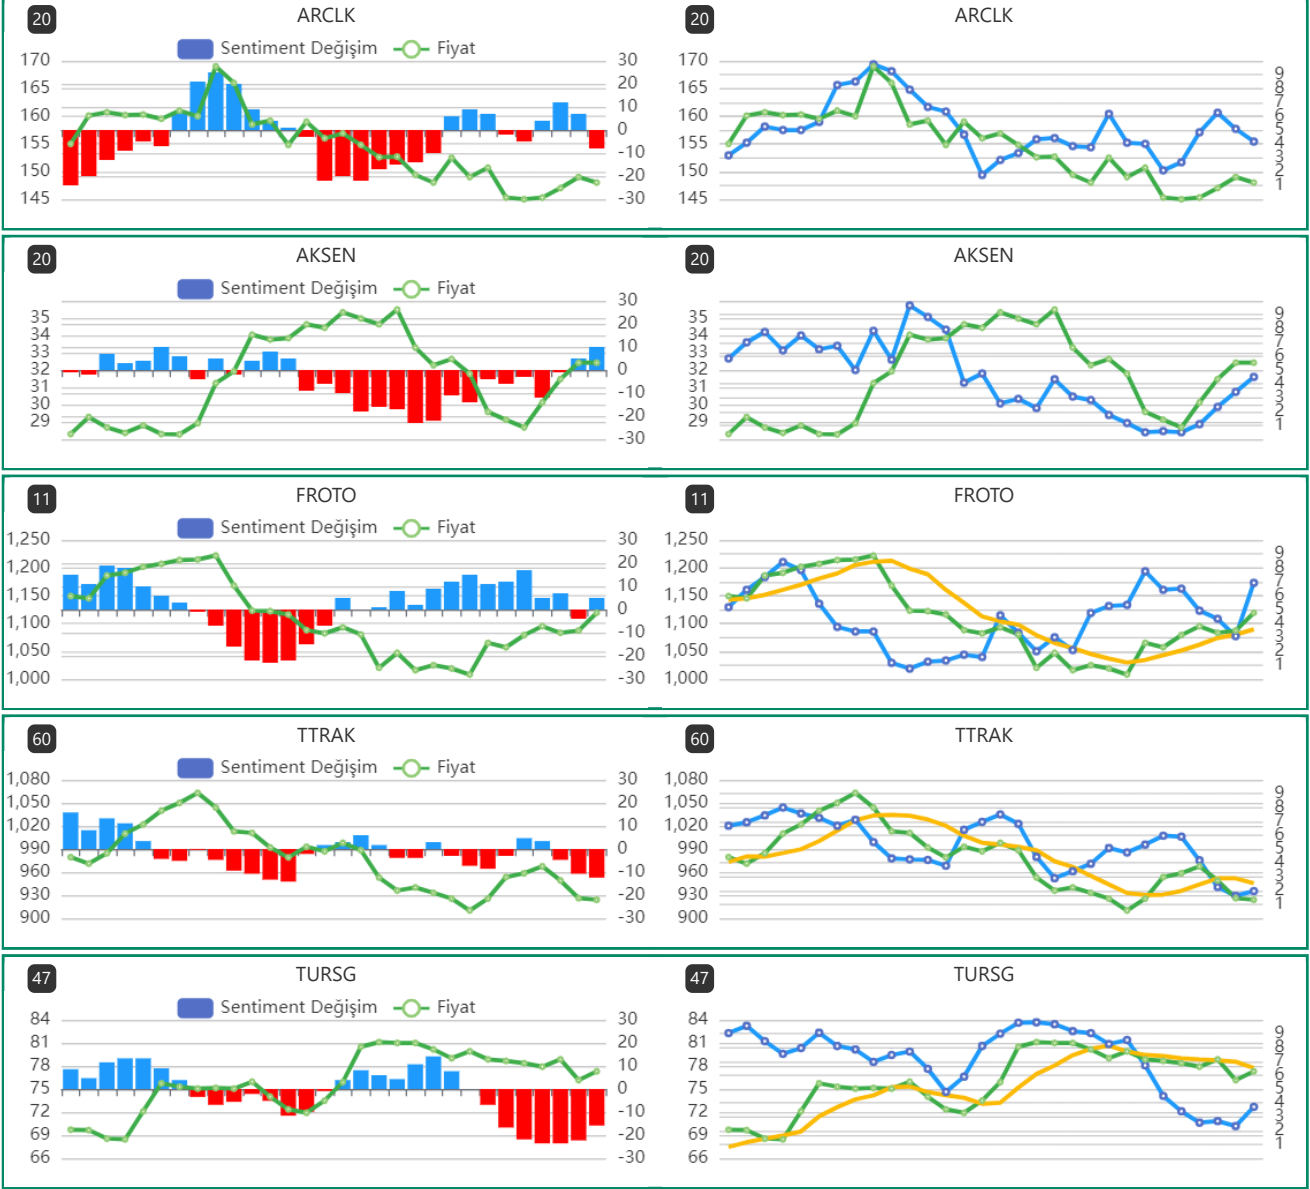 20 ARCLK 20 ARCLK
Sentiment Değişim Fiyat
170 30 170
165 20 165 9
160 10 160 8
155 0 155 7
150 -10 150 6
145 -20 145 5
-30 4
3
2
1
20 AKSEN 20 AKSEN
Sentiment Değişim Fiyat
35 30 35 9
34 20 34 8
33 10 33 7
32 0 32 6
31 -10 31 5
30 -20 30 4
29 -30 29 3
2
1
11 FROTO 11 FROTO
Sentiment Değişim Fiyat
1,250 30 1,250 9
1,200 20 1,200 8
1,150 10 1,150 7
1,100 0 1,100 6
1,050 -10 1,050 5
1,000 -20 1,000 4
-30 3
2
1
60 TTRAK 60 TTRAK
Sentiment Değişim Fiyat
1,080 30 1,080 9
1,050 20 1,050 8
1,020 10 1,020 7
990 0 990 6
960 -10 960 5
930 -20 930 4
900 -30 900 3
2
1
47 TURSG 47 TURSG
Sentiment Değişim Fiyat
84 30 84 9
81 20 81 8
78 10 78 7
75 0 75 6
72 -10 72 5
69 -20 69 4
66 -30 66 3
2
1